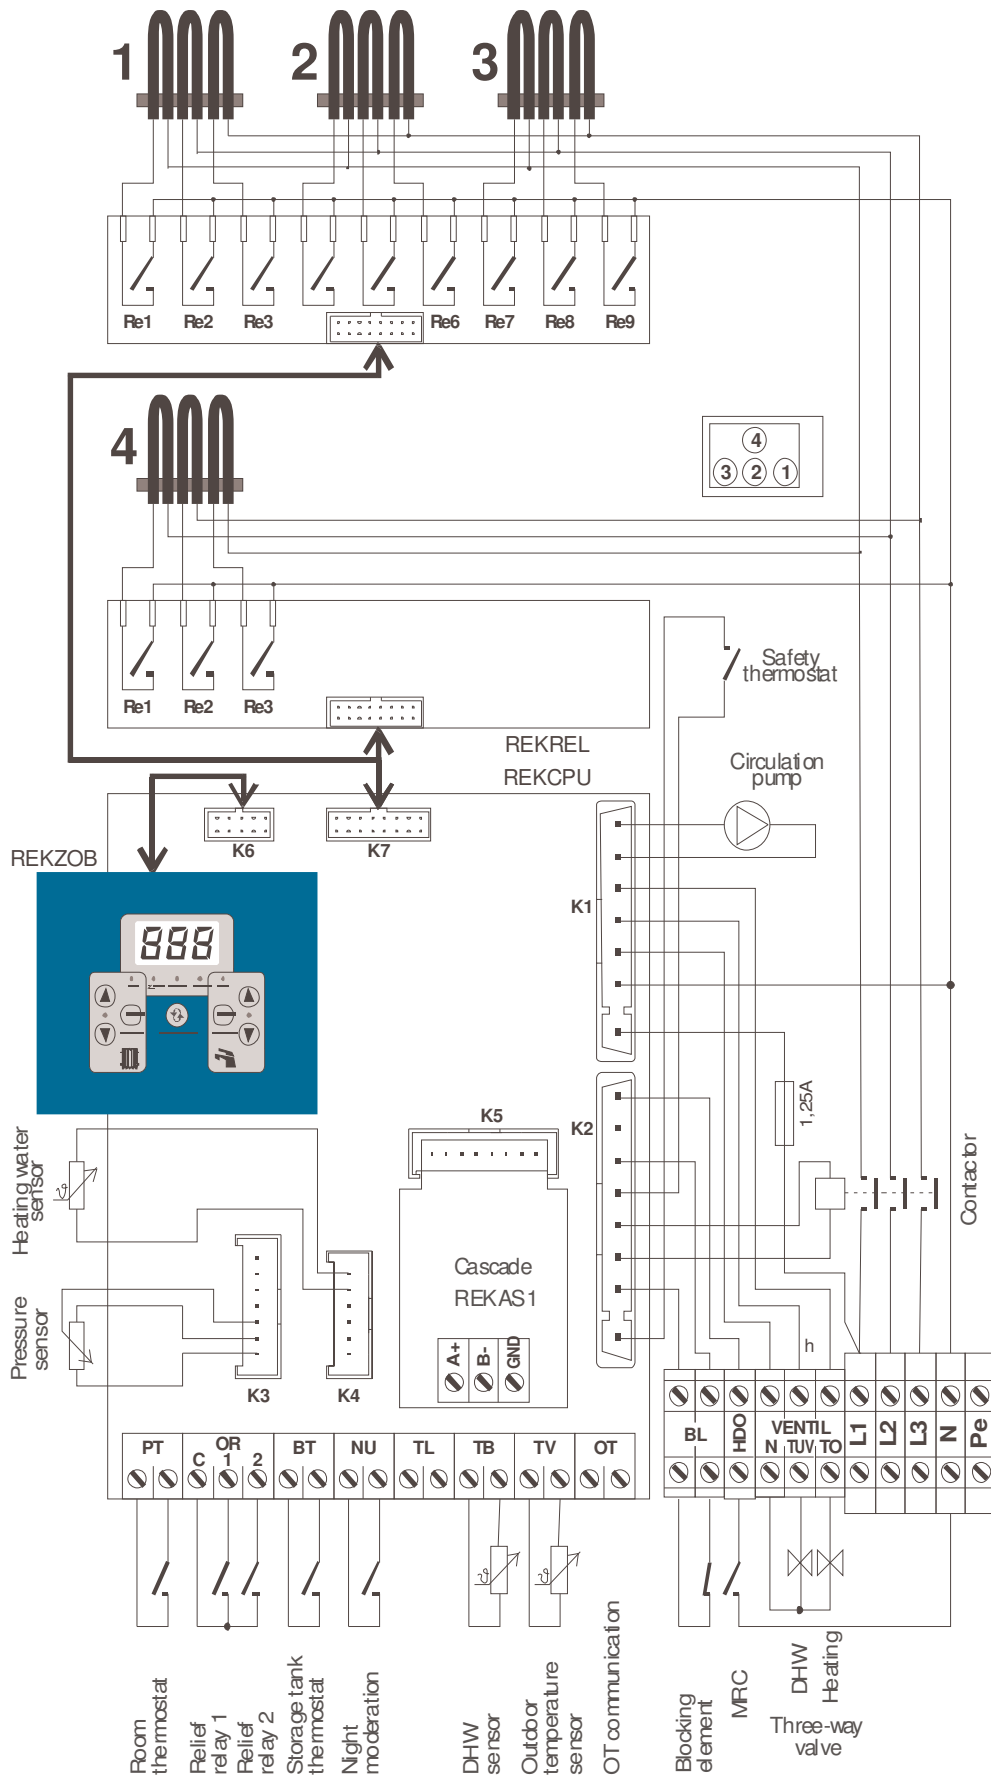 1 2 3
Re1 Re2 Re3 Re6 Re7 Re8 Re9
4
4
3 2 1
Re1 Re2 Re3
Safety
thermostat
REKREL
REKCPU
Circulation
pump
K6 K7
REKZOB
K1
888
1,25A
K5
K2
Heating water
sensor
ϑ
Contactor
Cascade
REKAS1
Pressure
sensor
A+ B- GND
K3 K4
h
BL HDO VENTIL
N TUV TO
L1 L2 L3 N Pe
PT OR BT NU TL TB TV OT
C 1 2
ϑ ϑ
Room
thermostat
Relief
relay 1
Relief
relay 2
Storage tank
thermostat
Night
moderation
DHW
sensor
Outdoor
temperature
sensor
OT communication
Blocking
element
MRC
DHW
Heating
Three-way
valve